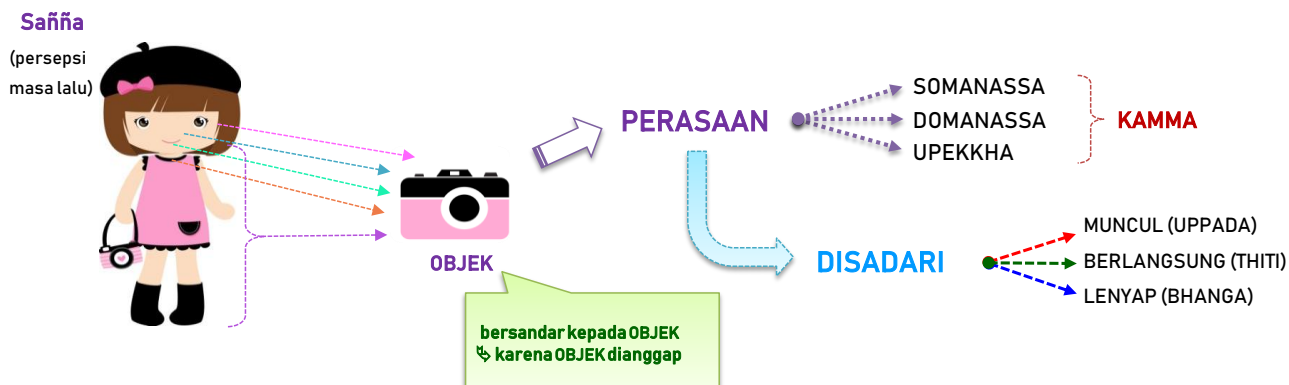 Sañña
(persepsi
masa lalu)
SOMANASSA
PERASAAN
DOMANASSA
KAMMA
UPEKKHA
OBJEK
MUNCUL (UPPADA)
DISADARI
BERLANGSUNG (THITI)
LENYAP (BHANGA)
bersandar kepada OBJEK
↳ karena OBJEK dianggap